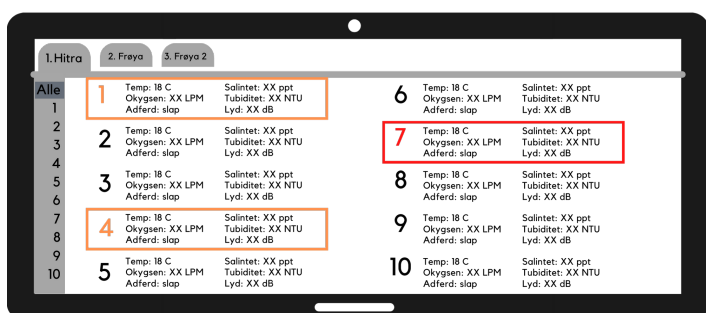 1. Hitra
2. Frøya
3. Frøya 2
Alle
1
2
3
4
5
6
7
8
9
10
1
Temp: 18 C Salintet: XX ppt
Okygsen: XX LPM Tubiditet: XX NTU
Adferd: slap Lyd: XX dB
2
Temp: 18 C Salintet: XX ppt
Okygsen: XX LPM Tubiditet: XX NTU
Adferd: slap Lyd: XX dB
3
Temp: 18 C Salintet: XX ppt
Okygsen: XX LPM Tubiditet: XX NTU
Adferd: slap Lyd: XX dB
4
Temp: 18 C Salintet: XX ppt
Okygsen: XX LPM Tubiditet: XX NTU
Adferd: slap Lyd: XX dB
5
Temp: 18 C Salintet: XX ppt
Okygsen: XX LPM Tubiditet: XX NTU
Adferd: slap Lyd: XX dB
6
Temp: 18 C Salintet: XX ppt
Okygsen: XX LPM Tubiditet: XX NTU
Adferd: slap Lyd: XX dB
7
Temp: 18 C Salintet: XX ppt
Okygsen: XX LPM Tubiditet: XX NTU
Adferd: slap Lyd: XX dB
8
Temp: 18 C Salintet: XX ppt
Okygsen: XX LPM Tubiditet: XX NTU
Adferd: slap Lyd: XX dB
9
Temp: 18 C Salintet: XX ppt
Okygsen: XX LPM Tubiditet: XX NTU
Adferd: slap Lyd: XX dB
10
Temp: 18 C Salintet: XX ppt
Okygsen: XX LPM Tubiditet: XX NTU
Adferd: slap Lyd: XX dB